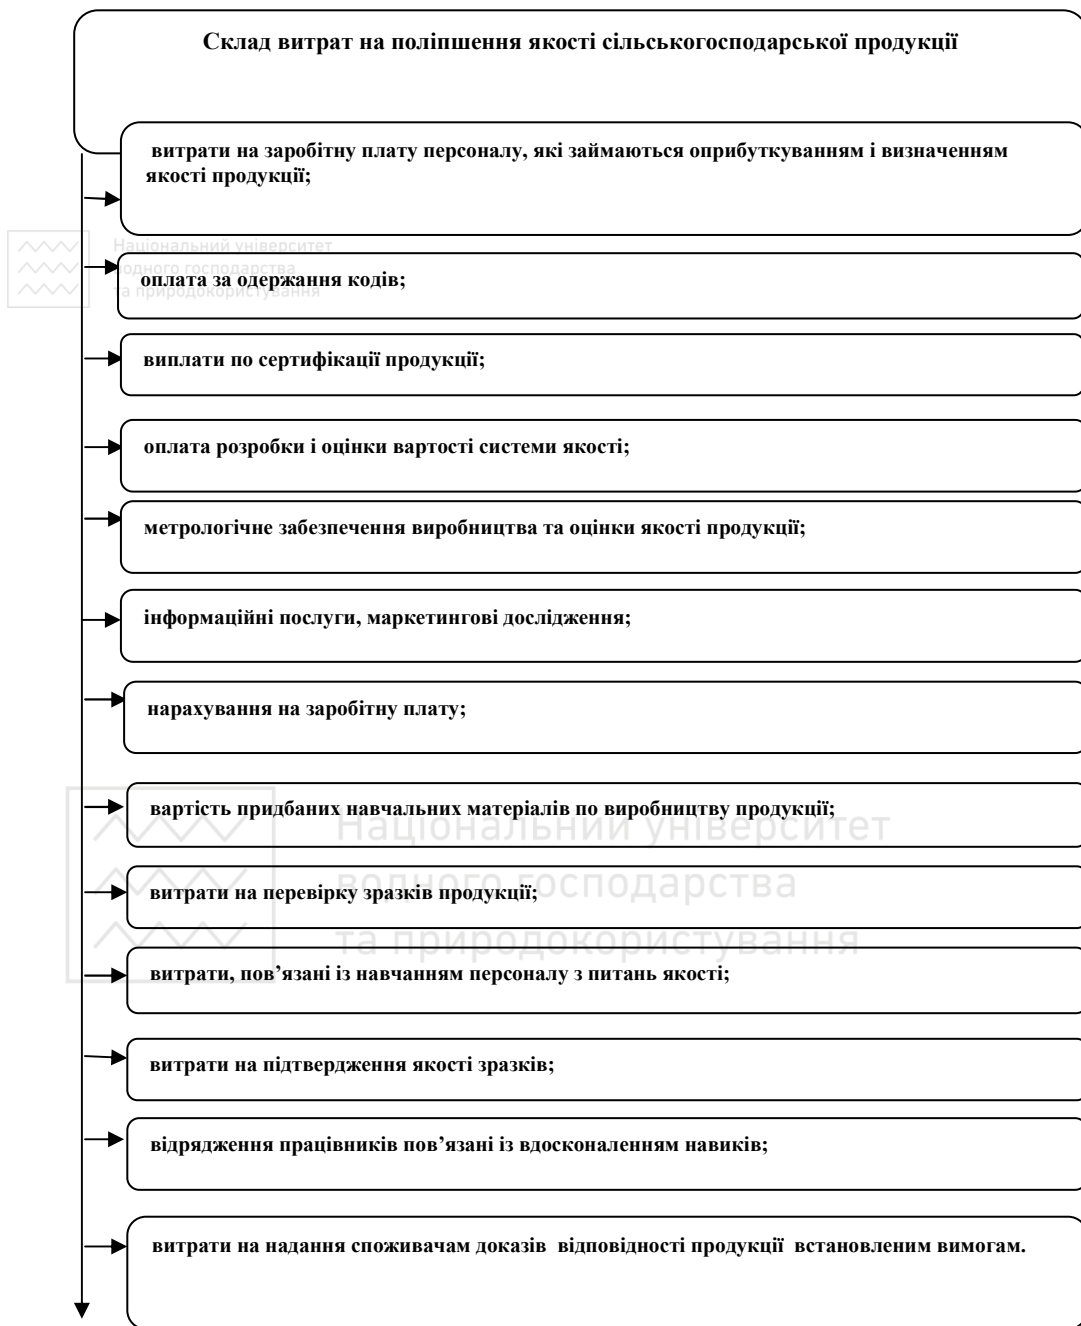 Склад витрат на поліпшення якості сільськогосподарської продукції
витрати на заробітну плату персоналу, які займаються оприбуткуванням і визначенням
якості продукції;
Національний університет
водного господарства
та природокористування
оплата за одержання кодів;
виплати по сертифікації продукції;
оплата розробки і оцінки вартості системи якості;
метрологічне забезпечення виробництва та оцінки якості продукції;
інформаційні послуги, маркетингові дослідження;
нарахування на заробітну плату;
вартість придбаних навчальних матеріалів по виробництву продукції;
Національний університет
витрати на перевірку зразків продукції;
водного господарства
та природокористування
витрати, пов’язані із навчанням персоналу з питань якості;
витрати на підтвердження якості зразків;
відрядження працівників пов’язані із вдосконаленням навиків;
витрати на надання споживачам доказів відповідності продукції встановленим вимогам.